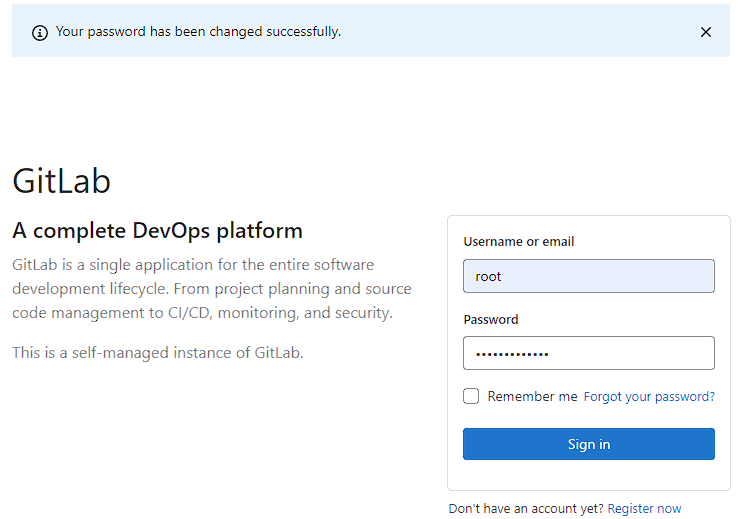 Your password has been changed successfully.
GitLab
A complete DevOps platform
GitLab is a single application for the entire software
development lifecycle. From project planning and source
code management to CI/CD, monitoring, and security.
This is a self-managed instance of GitLab.
Username or email
root
Password
•••••••••••••
Remember me Forgot your password?
Sign in
Don't have an account yet? Register now